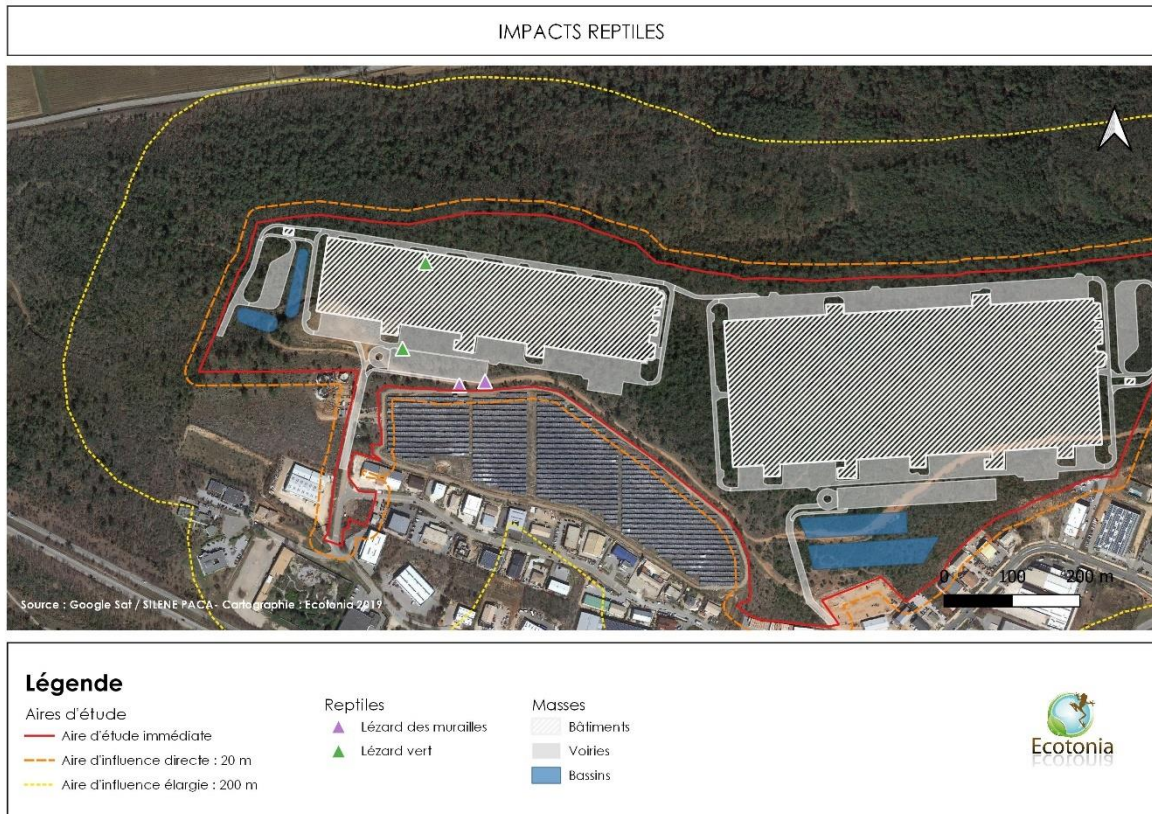 IMPACTS REPTILES
0 100 200 m
Source : Google Sat / SILENE PACA- Cartographie : Ecotonia 2019
Légende
Aires d'étude
Aire d'étude immédiate
Aire d'influence directe : 20 m
Aire d'influence élargie : 200 m
Reptiles
Lézard des murailles
Lézard vert
Masses
Bâtiments
Voiries
Bassins
Ecotonia